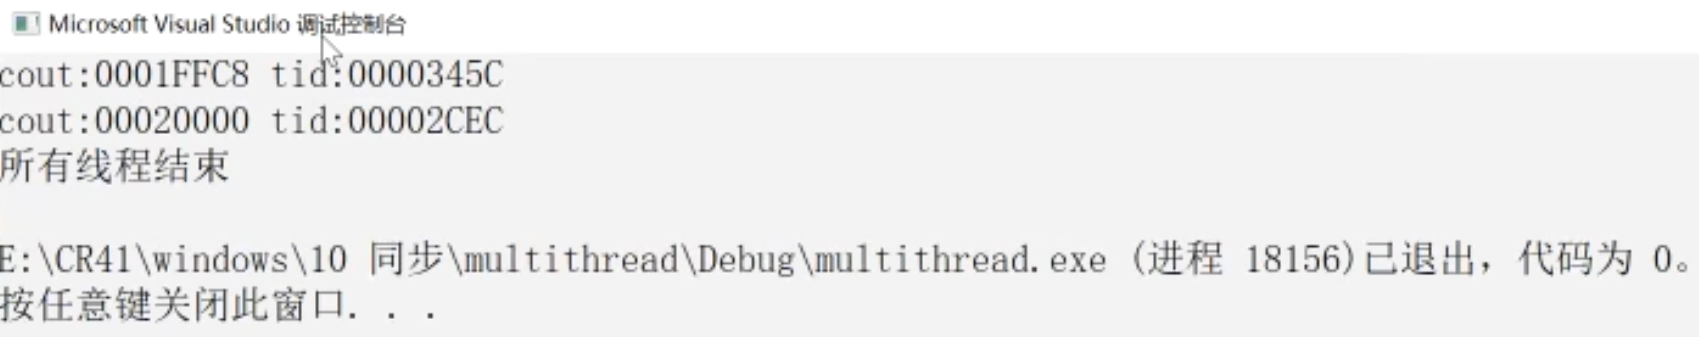 Microsoft Visual Studio 调试控制台
cout:0001FFC8 tid:0000345C
cout:00020000 tid:00002CEC
所有线程结束
E:\CR41\windows\10 同步\multithread\Debug\multithread.exe (进程 18156)已退出，代码为 0。
按任意键关闭此窗口. . .